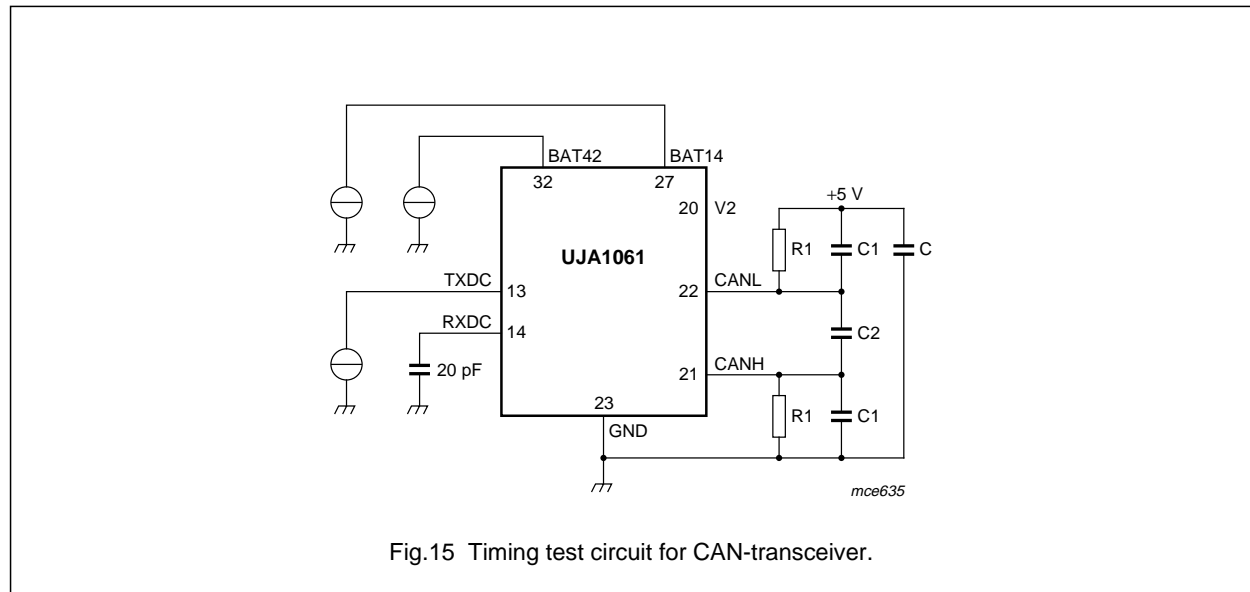 BAT42
BAT14
32
27
+5 V
20
V2
R1
C1
C
UJA1061
TXDC
13
22
CANL
RXDC
14
C2
20 pF
21
CANH
23
R1
C1
GND
mce635
Fig.15 Timing test circuit for CAN-transceiver.